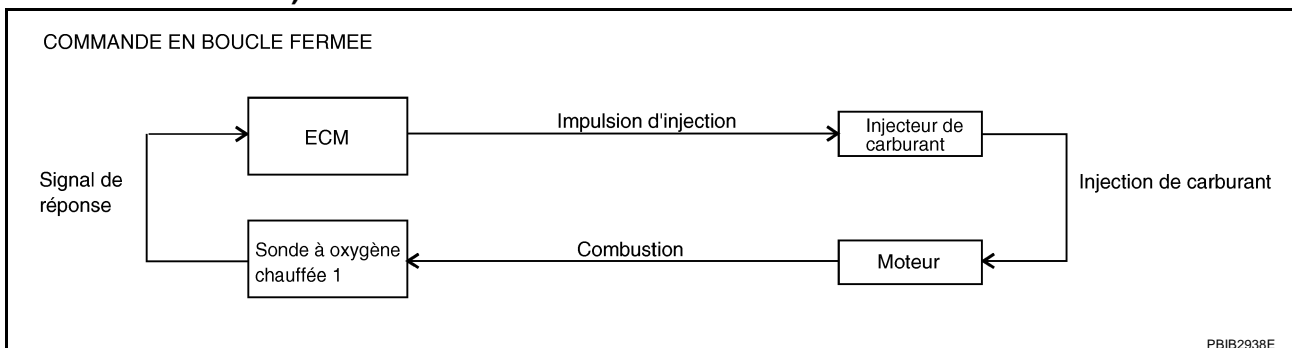 COMMANDE EN BOUCLE FERMEE
ECM
Impulsion d'injection
Injecteur de
carburant
Signal de
réponse
Injection de carburant
Sonde à oxygène
chauffée 1
Combustion
Moteur
PBIB2938E